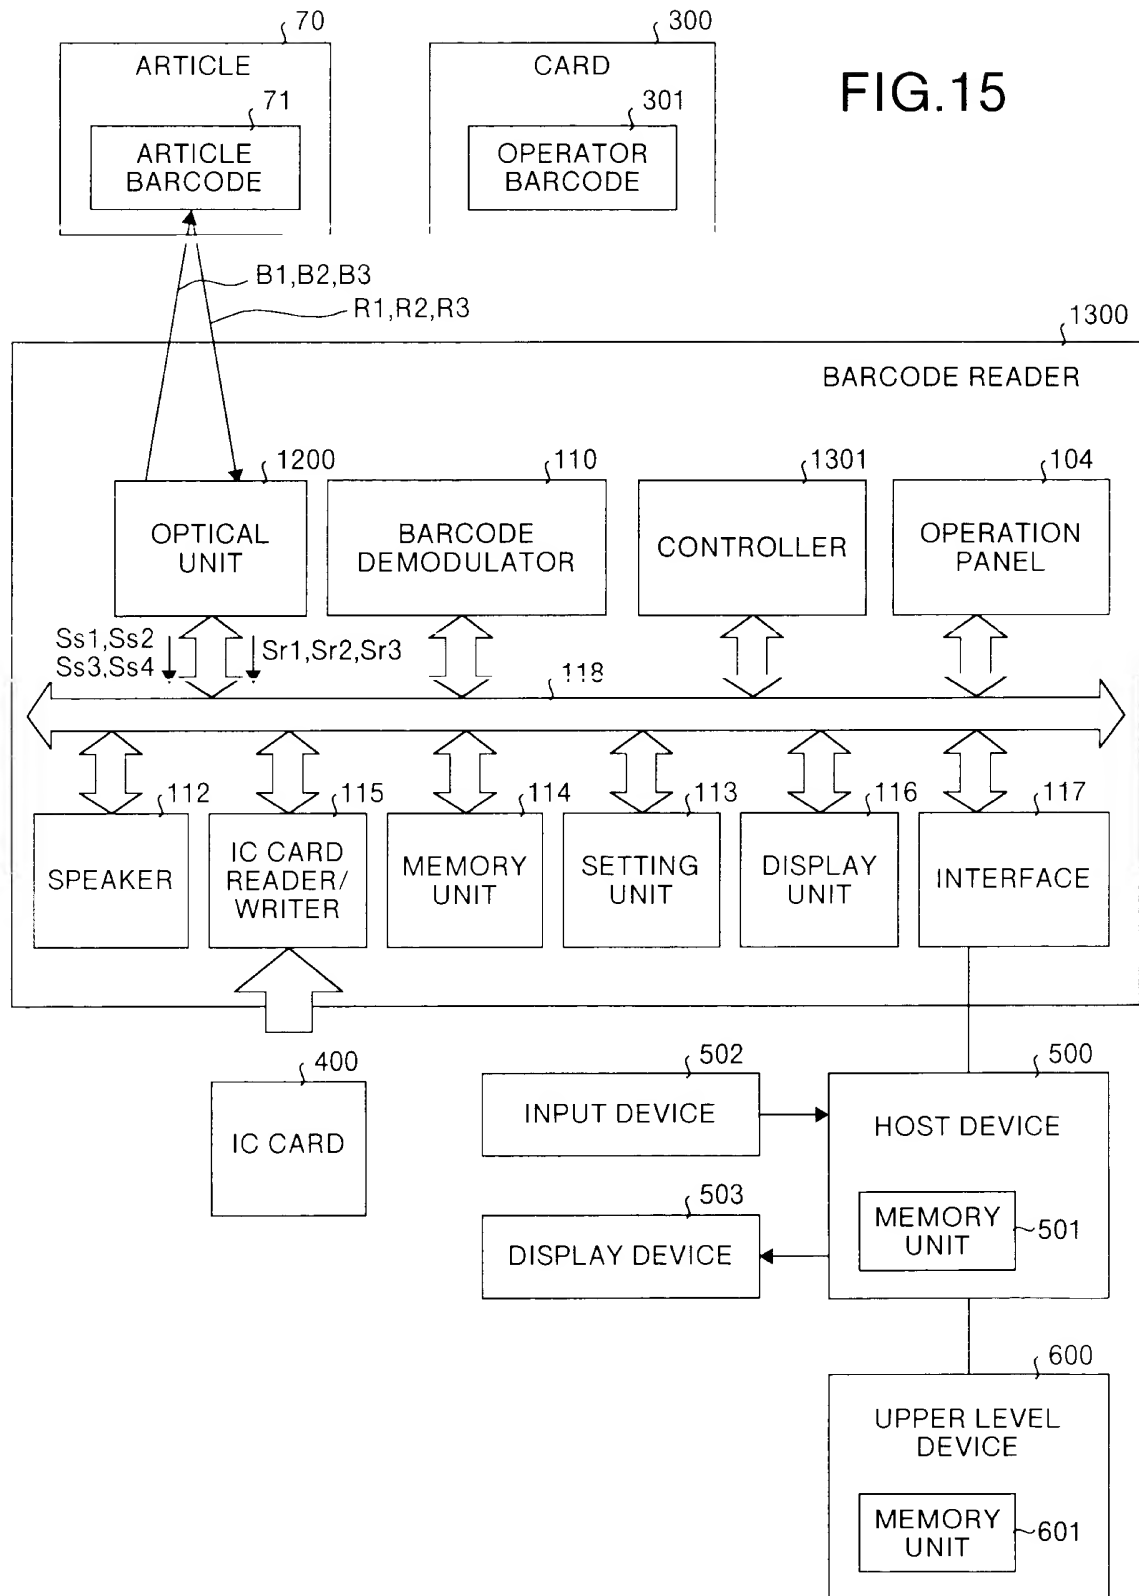 70
ARTICLE
71
ARTICLE
BARCODE
300
CARD
301
OPERATOR
BARCODE
FIG.15
B1,B2,B3
R1,R2,R3
1300
BARCODE READER
1200
OPTICAL
UNIT
110
BARCODE
DEMODULATOR
1301
CONTROLLER
104
OPERATION
PANEL
Ss1,Ss2
Ss3,Ss4
Sr1,Sr2,Sr3
118
112
SPEAKER
115
IC CARD
READER/
WRITER
114
MEMORY
UNIT
113
SETTING
UNIT
116
DISPLAY
UNIT
117
INTERFACE
400
IC CARD
502
INPUT DEVICE
503
DISPLAY DEVICE
500
HOST DEVICE
MEMORY
UNIT
501
600
UPPER LEVEL
DEVICE
MEMORY
UNIT
601